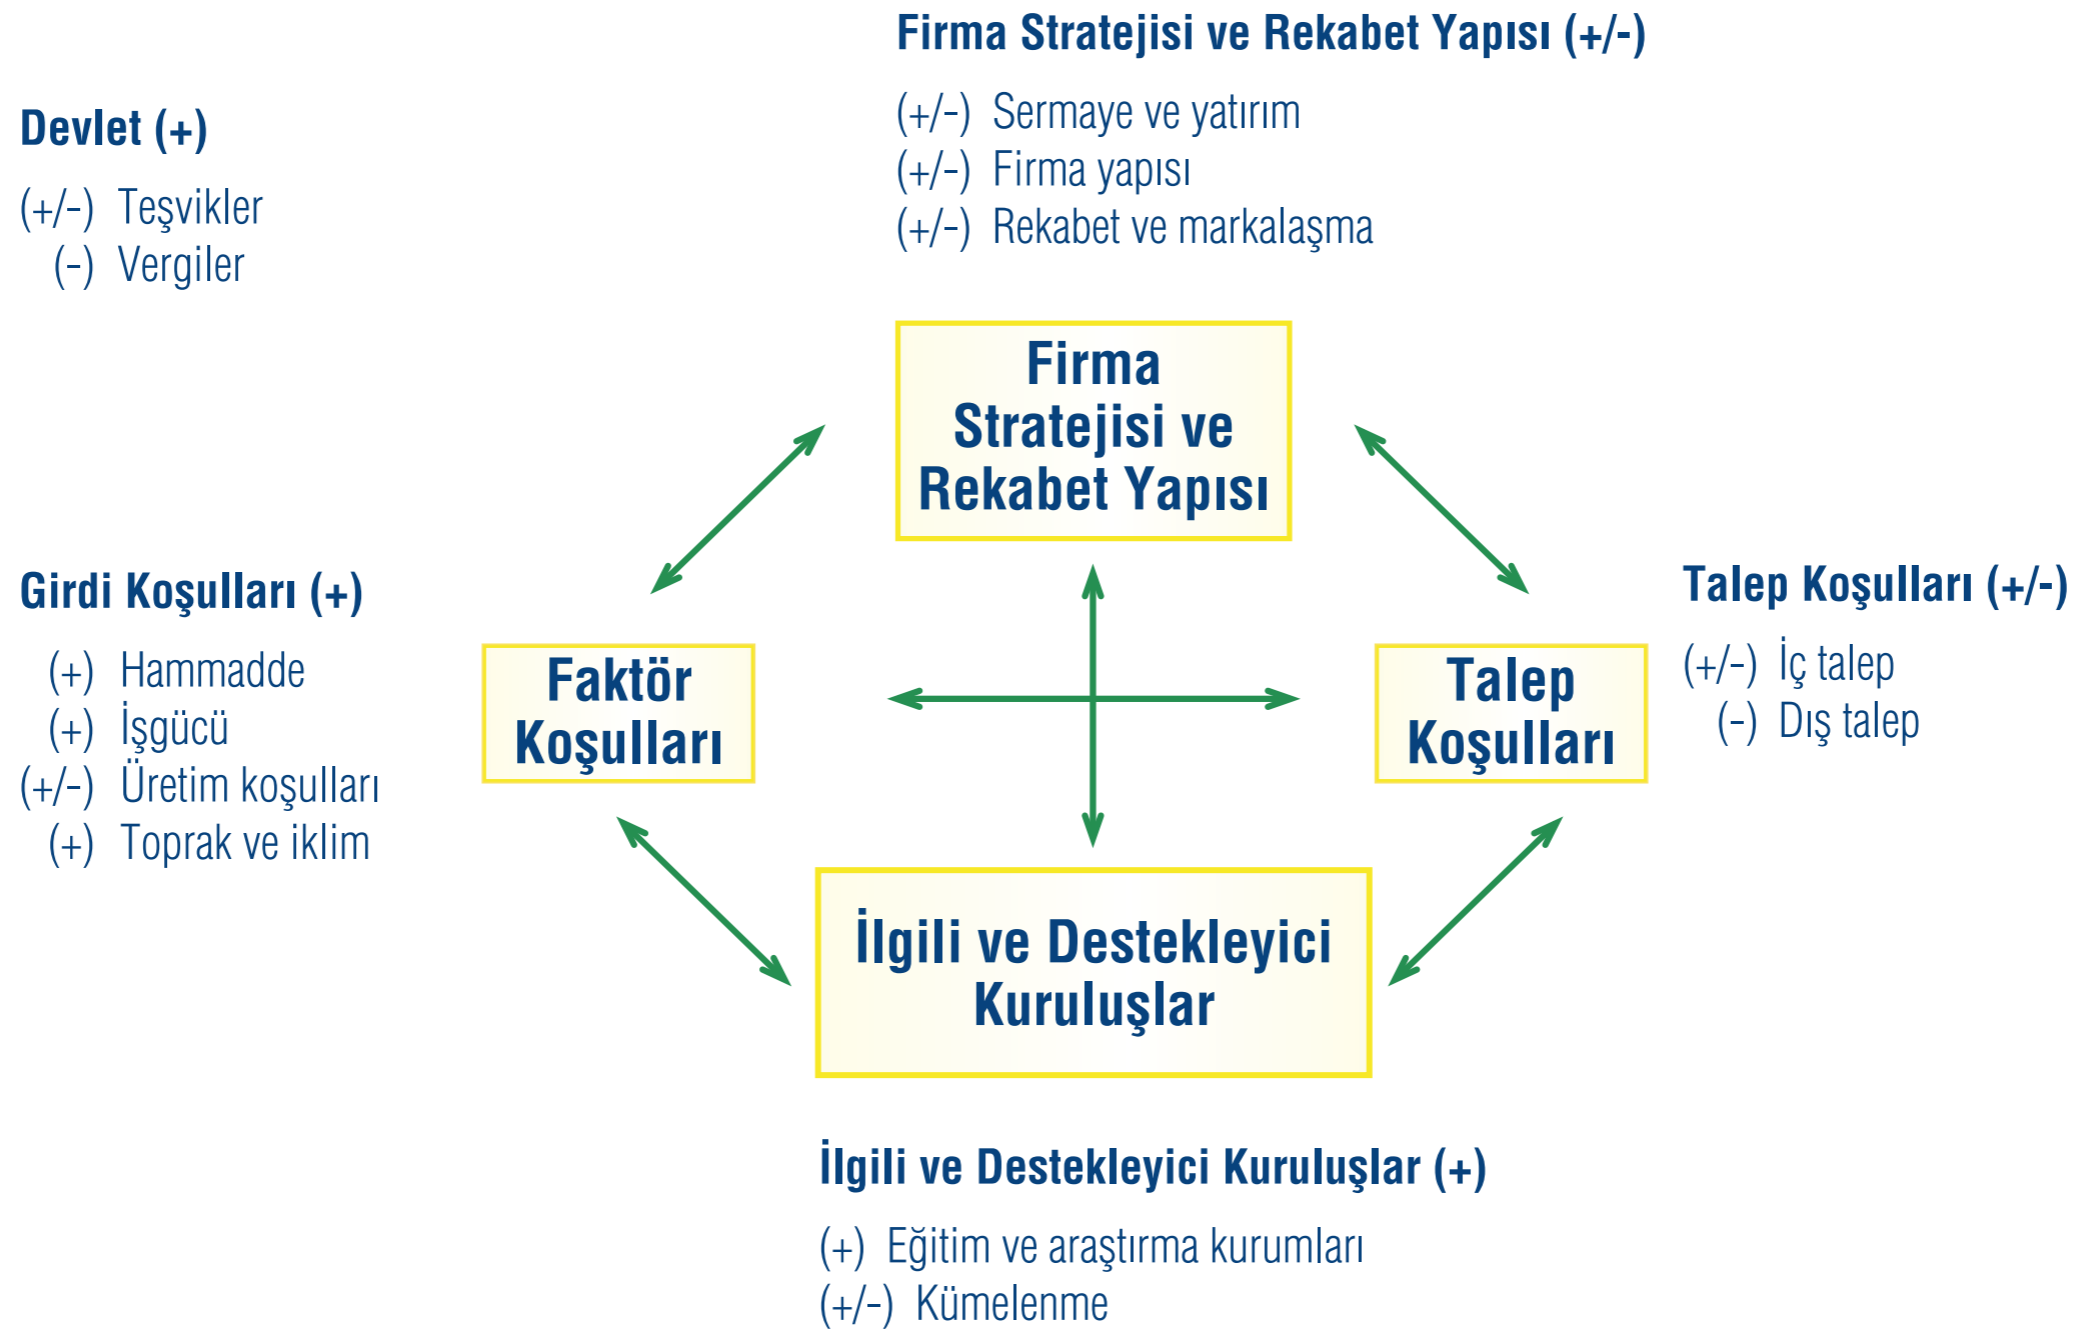 Firma Stratejisi ve Rekabet Yapısı (+/-)
(+/-) Sermaye ve yatırım
(+/-) Firma yapısı
(+/-) Rekabet ve markalaşma
Devlet (+)
(+/-) Teşvikler
(-) Vergiler
Firma
Stratejisi ve
Rekabet Yapısı
Girdi Koşulları (+)
(+) Hammadde
(+) İşgücü
(+/-) Üretim koşulları
(+) Toprak ve iklim
Faktör
Koşulları
Talep
Koşulları
Talep Koşulları (+/-)
(+/-) İç talep
(-) Dış talep
İlgili ve Destekleyici
Kuruluşlar
İlgili ve Destekleyici Kuruluşlar (+)
(+) Eğitim ve araştırma kurumları
(+/-) Kümelenme